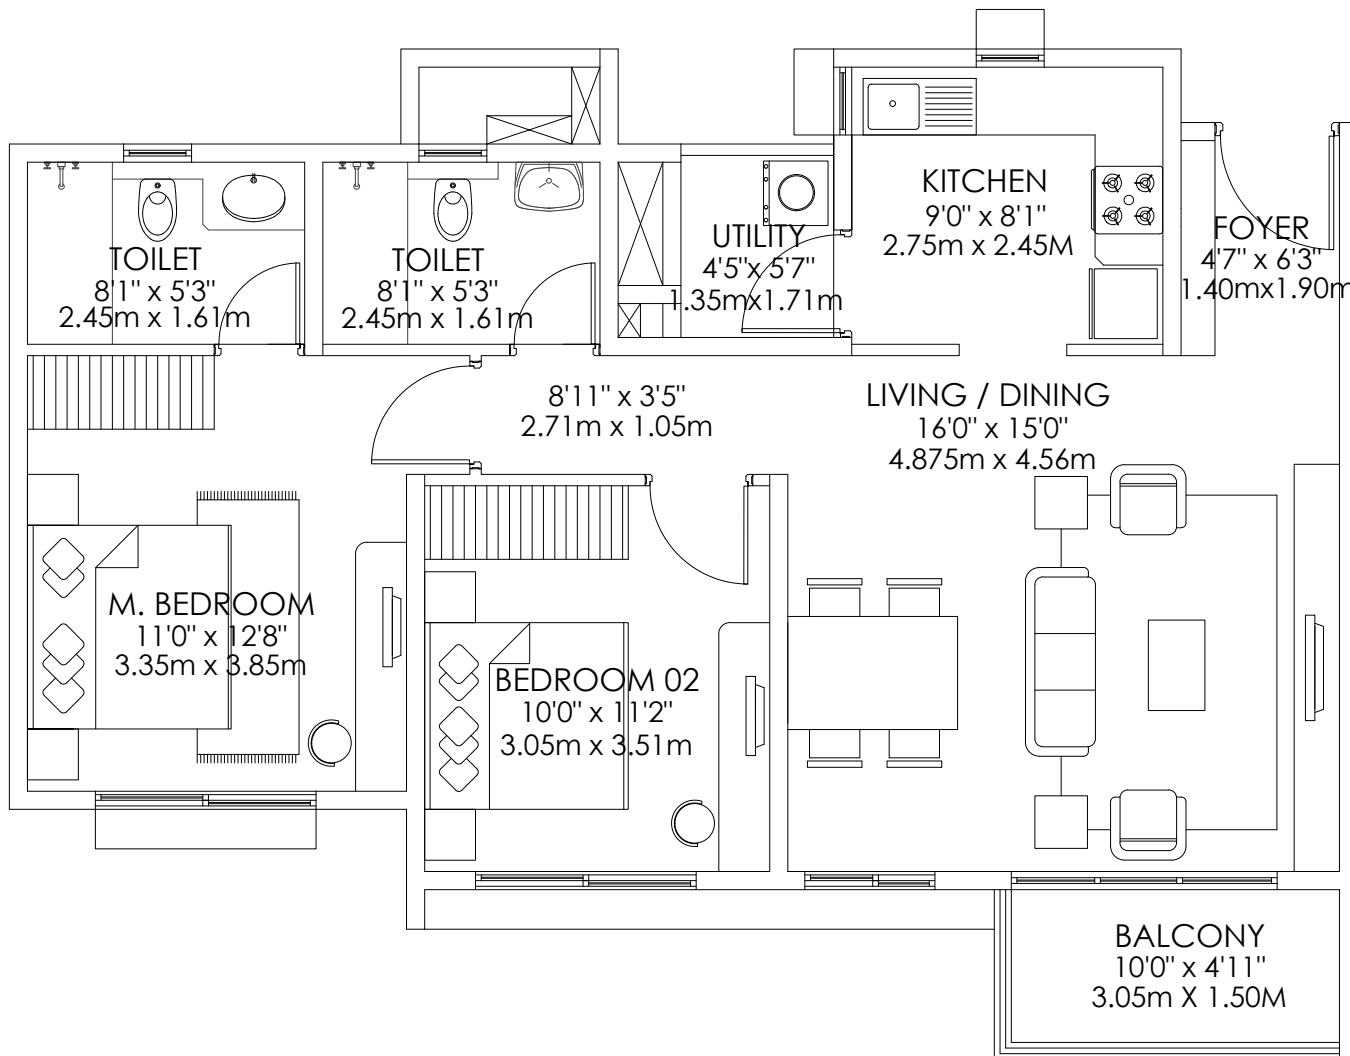 KITCHEN
9'0" x 8'1"
2.75m x 2.45M
FOYER
4'7" x 6'3"
1.40mx1.90m
UTILITY
4'5"x 5'7"
1.35mx1.71m
TOILET
8'1" x 5'3"
2.45m x 1.61m
TOILET
8'1" x 5'3"
2.45m x 1.61m
8'11" x 3'5"
2.71m x 1.05m
LIVING / DINING
16'0" x 15'0"
4.875m x 4.56m
M. BEDROOM
11'0" x 12'8"
3.35m x 3.85m
BEDROOM 02
10'0" x 11'2"
3.05m x 3.51m
BALCONY
10'0" x 4'11"
3.05m X 1.50M